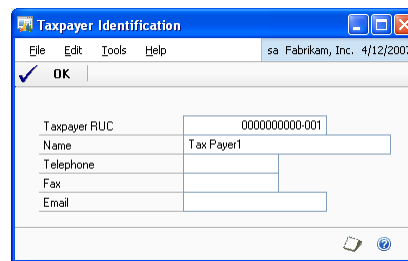 Taxpayer Identification
File Edit Tools Help sa Fabrikam, Inc. 4/12/2007
OK
Taxpayer RUC 0000000000-001
Name Tax Payer1
Telephone
Fax
Email